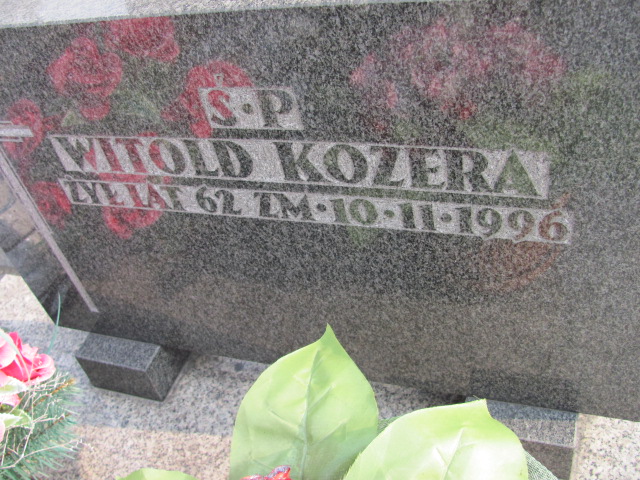 Ś·P
WITOLD KOZERA
ŻYŁ LAT 62 ZM·10·11·1996